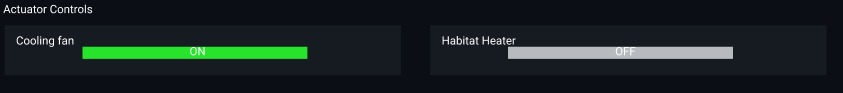 Actuator Controls
Cooling fan
ON
Habitat Heater
OFF